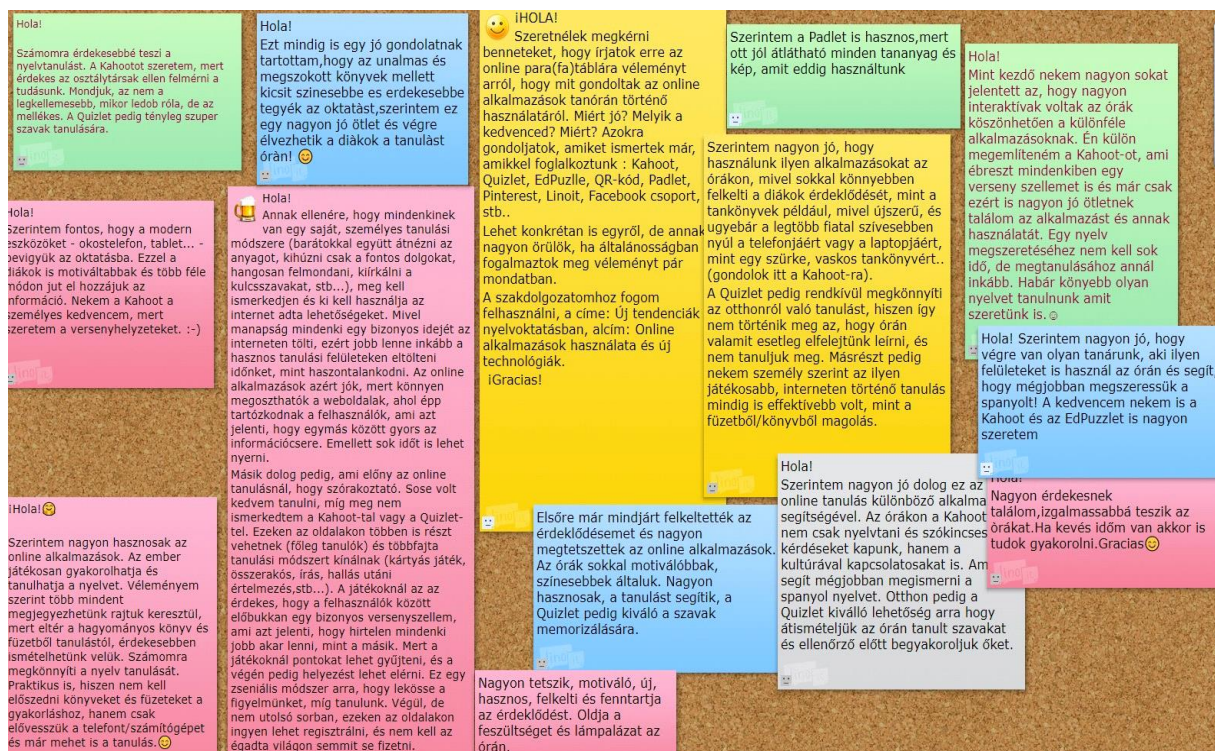 Hola!
Számomra érdekesebbé teszi a
nyelvtanulást. A Kahootot szeretem, mert
érdekes az osztálytársak ellen felmérni a
tudásunk. Mondjuk, az nem a
legkellemesebb, mikor ledob róla, de az
mellékes. A Quizlet pedig tényleg szuper
szavak tanulására.
Hola!
Ezt mindig is egy jó gondolatnak
tartottam,hogy az unalmas és
megszokott könyvek mellett
kicsit szinesebbe es erdekesebbe
tegyék az oktatàst,szerintem ez
egy nagyon jó ötlet és végre
élvezhetik a diàkok a tanulást
óràn!
Hola!
Szerintem fontos, hogy a modern
eszközöket - okostelefon, tablet... -
bevigyük az oktatásba. Ezzel a
diákok is motiváltabbak és több féle
módon jut el hozzájuk az
információ. Nekem a Kahoot a
személyes kedvencem, mert
szeretem a versenyhelyzeteket. :-)
Hola!
Annak ellenére, hogy mindenkinek
van egy saját, személyes tanulási
módszere (barátokkal együtt átnézni az
anyagot, kihúzni csak a fontos dolgokat,
hangosan felmondani, kiírkálni a
kulcsszavakat, stb...), meg kell
ismerkedjen és ki kell használja az
internet adta lehetőségeket. Mivel
manapság mindenki egy bizonyos idejét az
interneten tölti, ezért jobb lenne inkább a
hasznos tanulási felületeken eltölteni
időnket, mint haszontalankodni. Az online
alkalmazások azért jók, mert könnyen
megoszthatók a weboldalak, ahol épp
tartózkodnak a felhasználók, ami azt
jelenti, hogy egymás között gyors az
információcsere. Emellett sok időt is lehet
nyerni.
Másik dolog pedig, ami előny az online
tanulásnál, hogy szórakoztató. Sose volt
kedvem tanulni, míg meg nem
ismerkedtem a Kahoot-tal vagy a Quizlet-
tel. Ezeken az oldalakon többen is részt
vehetnek (főleg tanulók) és többfajta
tanulási módszert kínálnak (kártyás játék,
összerakós, írás, hallás utáni
értelmezés,stb...). A játékoknál az az
érdekes, hogy a felhasználók között
előbukkan egy bizonyos versenyszellem,
ami azt jelenti, hogy hirtelen mindenki
jobb akar lenni, mint a másik. Mert a
játékoknál pontokat lehet gyűjteni, és a
végén pedig helyezést lehet elérni. Ez egy
zseniális módszer arra, hogy lekösse a
figyelmünket, míg tanulunk. Végül, de
nem utolsó sorban, ezeken az oldalakon
ingyen lehet regisztrálni, és nem kell az
égadta világon semmit se fizetni.
¡Hola!
Szerintem nagyon hasznosak az
online alkalmazások. Az ember
játékosan gyakorolhatja és
tanulhatja a nyelvet. Véleményem
szerint több mindent
megjegyezhetünk rajtuk keresztül,
mert eltér a hagyományos könyv és
füzetből tanulástól, érdekesebben
ismételhetünk velük. Számomra
megkönnyíti a nyelv tanulását.
Praktikus is, hiszen nem kell
előszedni könyveket és füzeteket a
gyakorláshoz, hanem csak
elővesszük a telefont/számítógépet
és már mehet is a tanulás.
¡HOLA!
Szeretnélek megkérni
benneteket, hogy írjatok erre az
online para(fa)táblára véleményt
arról, hogy mit gondoltak az online
alkalmazások tanórán történő
használatáról. Miért jó? Melyik a
kedvenced? Miért? Azokra
gondoljatok, amiket ismertek már,
amikkel foglalkoztunk : Kahoot,
Quizlet, EdPuzlle, QR-kód, Padlet,
Pinterest, Linoit, Facebook csoport,
stb..
Lehet konkrétan is egyről, de annak
nagyon örülök, ha általánosságban
fogalmaztok meg véleményt pár
mondatban.
A szakdolgozatomhoz fogom
felhasználni, a címe: Új tendenciák a
nyelvoktatásban, alcím: Online
alkalmazások használata és új
technológiák.
¡Gracias!
Szerintem a Padlet is hasznos,mert
ott jól átlátható minden tananyag és
kép, amit eddig használtunk
Szerintem nagyon jó, hogy
használunk ilyen alkalmazásokat az
órákon, mivel sokkal könnyebben
felkelti a diákok érdeklődését, mint a
tankönyvek például, mivel újszerű, és
ugyebár a legtöbb fiatal szívesebben
nyúl a telefonjáért vagy a laptopjáért,
mint egy szürke, vaskos tankönyvért..
(gondolok itt a Kahoot-ra).
A Quizlet pedig rendkívül megkönnyíti
az otthonról való tanulást, hiszen így
nem történik meg az, hogy órán
valamit esetleg elfelejtünk leírni, és
nem tanuljuk meg. Másrészt pedig
nekem személy szerint az ilyen
játékosabb, interneten történő tanulás
mindig is effektívebb volt, mint a
füzetből/könyvből magolás.
Hola!
Mint kezdő nekem nagyon sokat
jelentett az, hogy nagyon
interaktívak voltak az órák
köszönhetően a különféle
alkalmazásoknak. Én külön
megemlíteném a Kahoot-ot, ami
ébreszt mindenkiben egy
verseny szellemet is és már csak
ezért is nagyon jó ötletnek
találom az alkalmazást és annak
használatát. Egy nyelv
megszeretéséhez nem kell sok
idő, de megtanulásához annál
inkább. Habár könyebb olyan
nyelvet tanulnunk amit
szeretünk is.☺
Hola! Szerintem nagyon jó, hogy
végre van olyan tanárunk, aki ilyen
felületeket is használ az órán és segít,
hogy mégjobban megszeressük a
spanyolt! A kedvencem nekem is a
Kahoot és az EdPuzzlet is nagyon
szeretem
Hola!
Nagyon érdekesnek
találom,izgalmassabbá teszik az
órákat.Ha kevés időm van akkor is
tudok gyakorolni.Gracias
Hola!
Szerintem nagyon jó dolog ez az
online tanulás különböző
segítségével. Az órákon a Kahoot
nem csak nyelvtani és szókincses
kérdéseket kapunk, hanem a
kultúrával kapcsolatosakat is.
segít mégjobban megismerni a
spanyol nyelvet. Otthon pedig a
Quizlet kiválló lehetőség arra hogy
átismételjük az órán tanult szavakat
és ellenőrző előtt begyakoroljuk őket.
Elsőre már mindjárt felkeltették az
érdeklődésemet és nagyon
megtetszettek az online alkalmazások.
Az órák sokkal motiválóbbak,
színesebbek általuk. Nagyon
hasznosak, a tanulást segítik, a
Quizlet pedig kiváló a szavak
memorizálására.
Nagyon tetszik, motiváló, új,
hasznos, felkelti és fenntartja
az érdeklődést. Oldja a
feszültséget és lámpalázat az
órán.